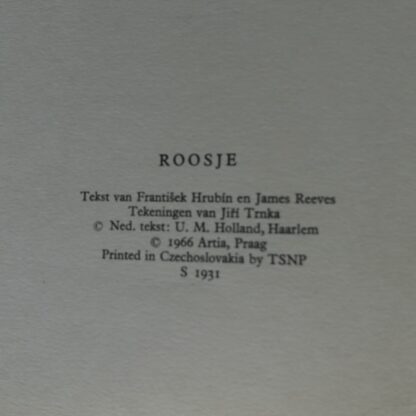 ROOSJE
Tekst van František Hrubín en James Reeves
Tekeningen van Jiří Trnka
© Ned. tekst: U. M. Holland, Haarlem
© 1966 Artia, Praag
Printed in Czechoslovakia by TSNP
S 1931